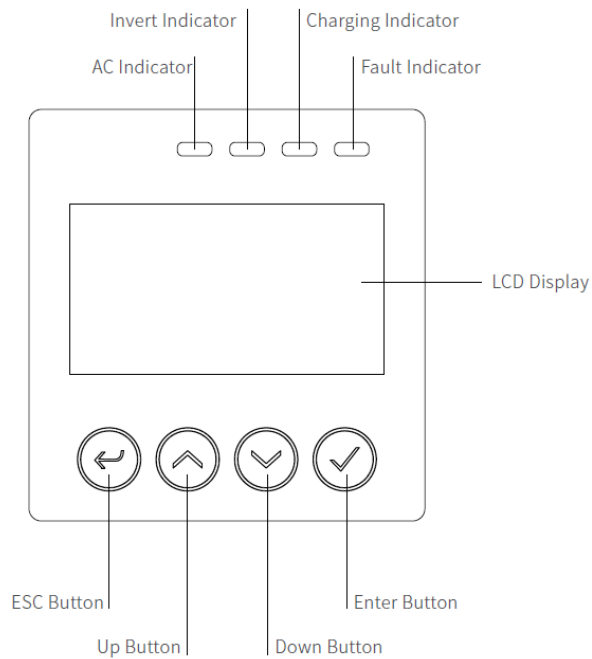 Invert Indicator
Charging Indicator
AC Indicator
Fault Indicator
LCD Display
ESC Button
Enter Button
Up Button
Down Button